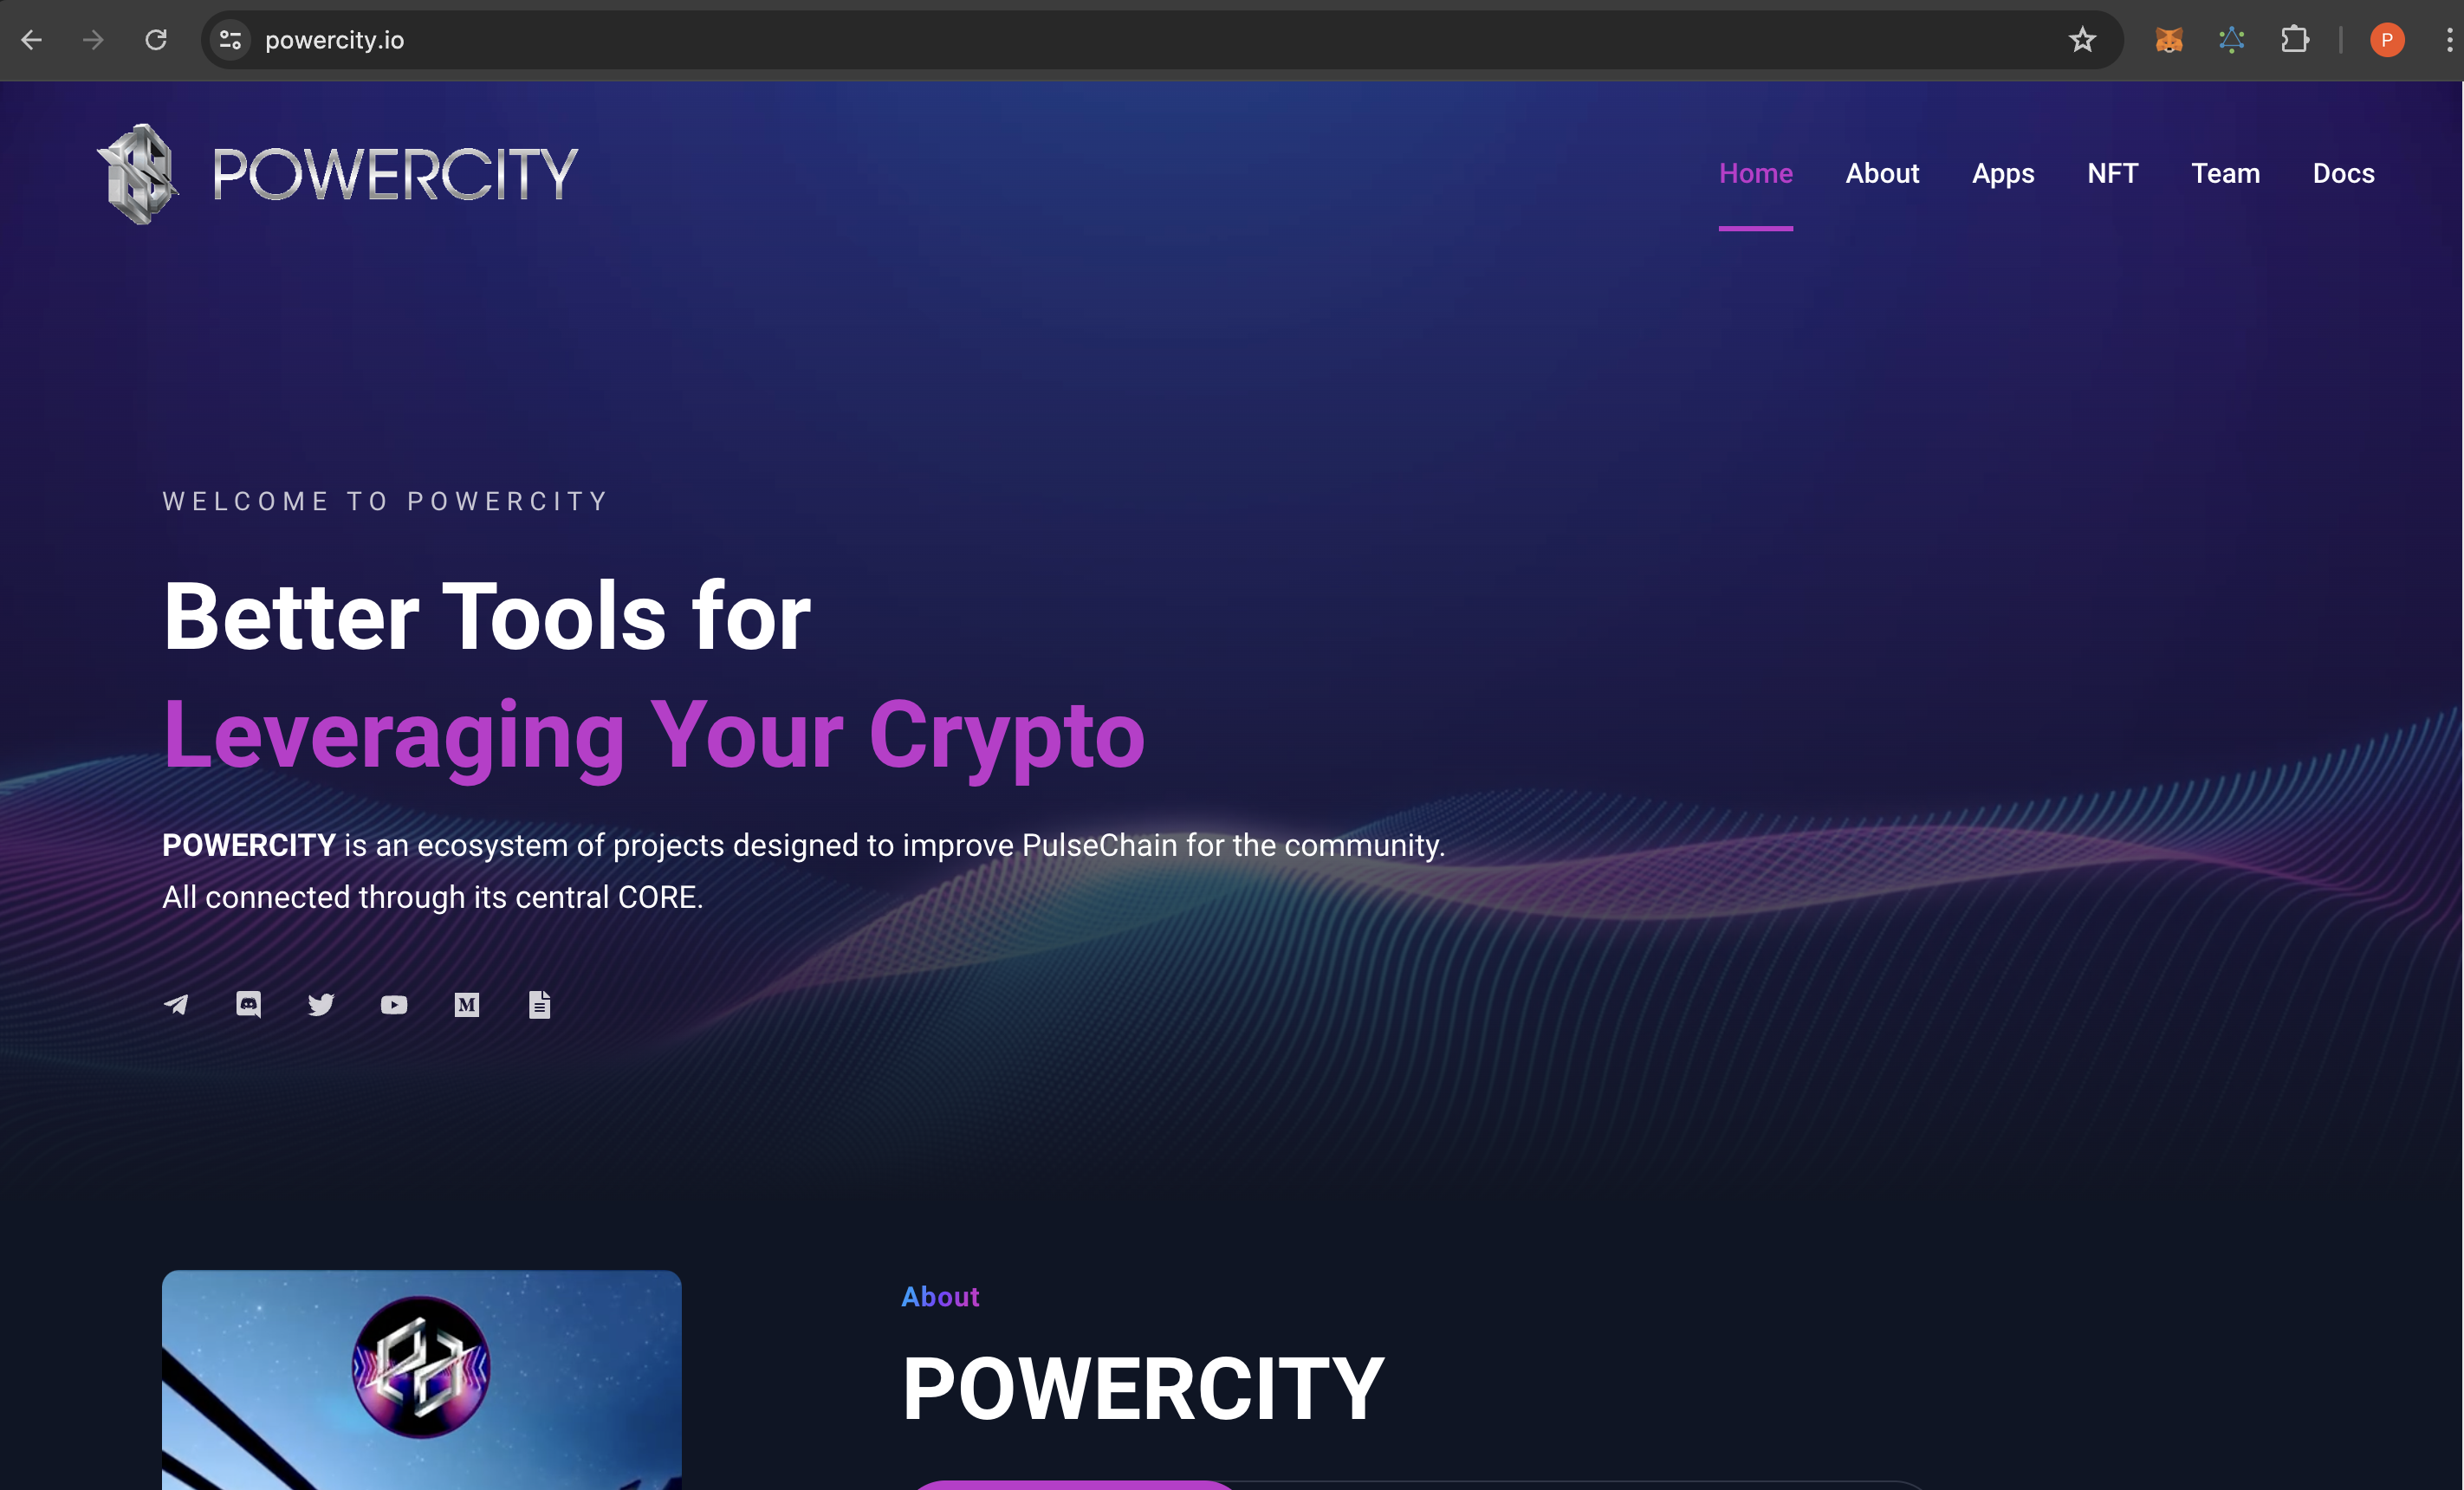 powercity.io
P
POWERCITY
Home About Apps NFT Team Docs
WELCOME TO POWERCITY
Better Tools for
Leveraging Your Crypto
POWERCITY is an ecosystem of projects designed to improve PulseChain for the community.
All connected through its central CORE.
M
About
POWERCITY